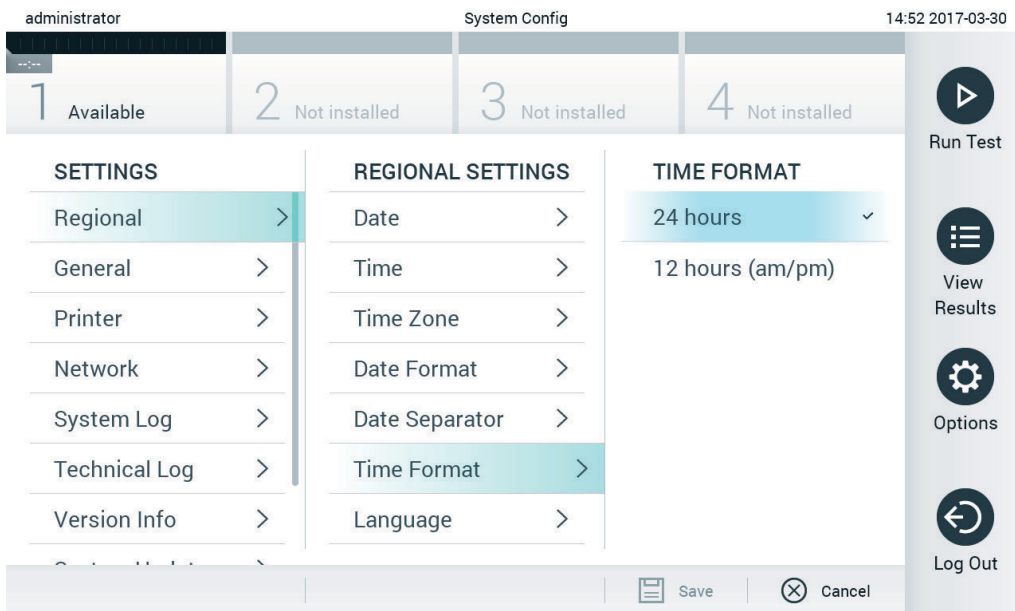 administrator
System Config
14:52 2017-03-30
--:--
1 Available
2 Not installed
3 Not installed
4 Not installed
Run Test
View
Results
Options
Log Out
SETTINGS
Regional
General
Printer
Network
System Log
Technical Log
Version Info
REGIONAL SETTINGS
Date
Time
Time Zone
Date Format
Date Separator
Time Format
Language
TIME FORMAT
24 hours
12 hours (am/pm)
Save
Cancel